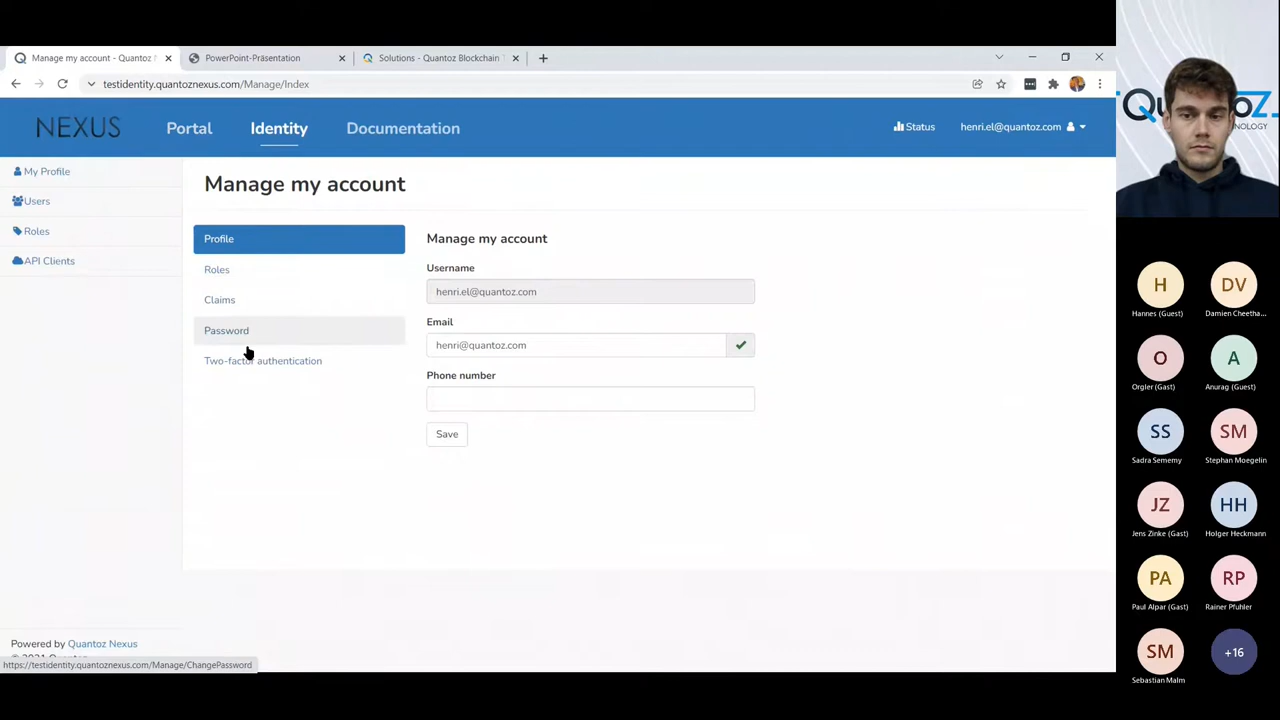 Manage my account - Quantoz
PowerPoint-Präsentation
Solutions - Quantoz Blockchain
testidentity.quantoznexus.com/Manage/Index
NEXUS
Portal
Identity
Documentation
Status
henri.el@quantoz.com
My Profile
Users
Roles
API Clients
Manage my account
Profile
Roles
Claims
Password
Two-factor authentication
Manage my account
Username
henri.el@quantoz.com
Email
henri@quantoz.com
Phone number
Save
Powered by Quantoz Nexus
https://testidentity.quantoznexus.com/Manage/ChangePassword
H
Hannes (Guest)
DV
Damien Cheetha...
O
Orgler (Gast)
A
Anurag (Guest)
SS
Sadra Sememy
SM
Stephan Moegelin
JZ
Jens Zinke (Gast)
HH
Holger Heckmann
PA
Paul Alpar (Gast)
RP
Rainer Pfuhler
SM
Sebastian Malm
+16